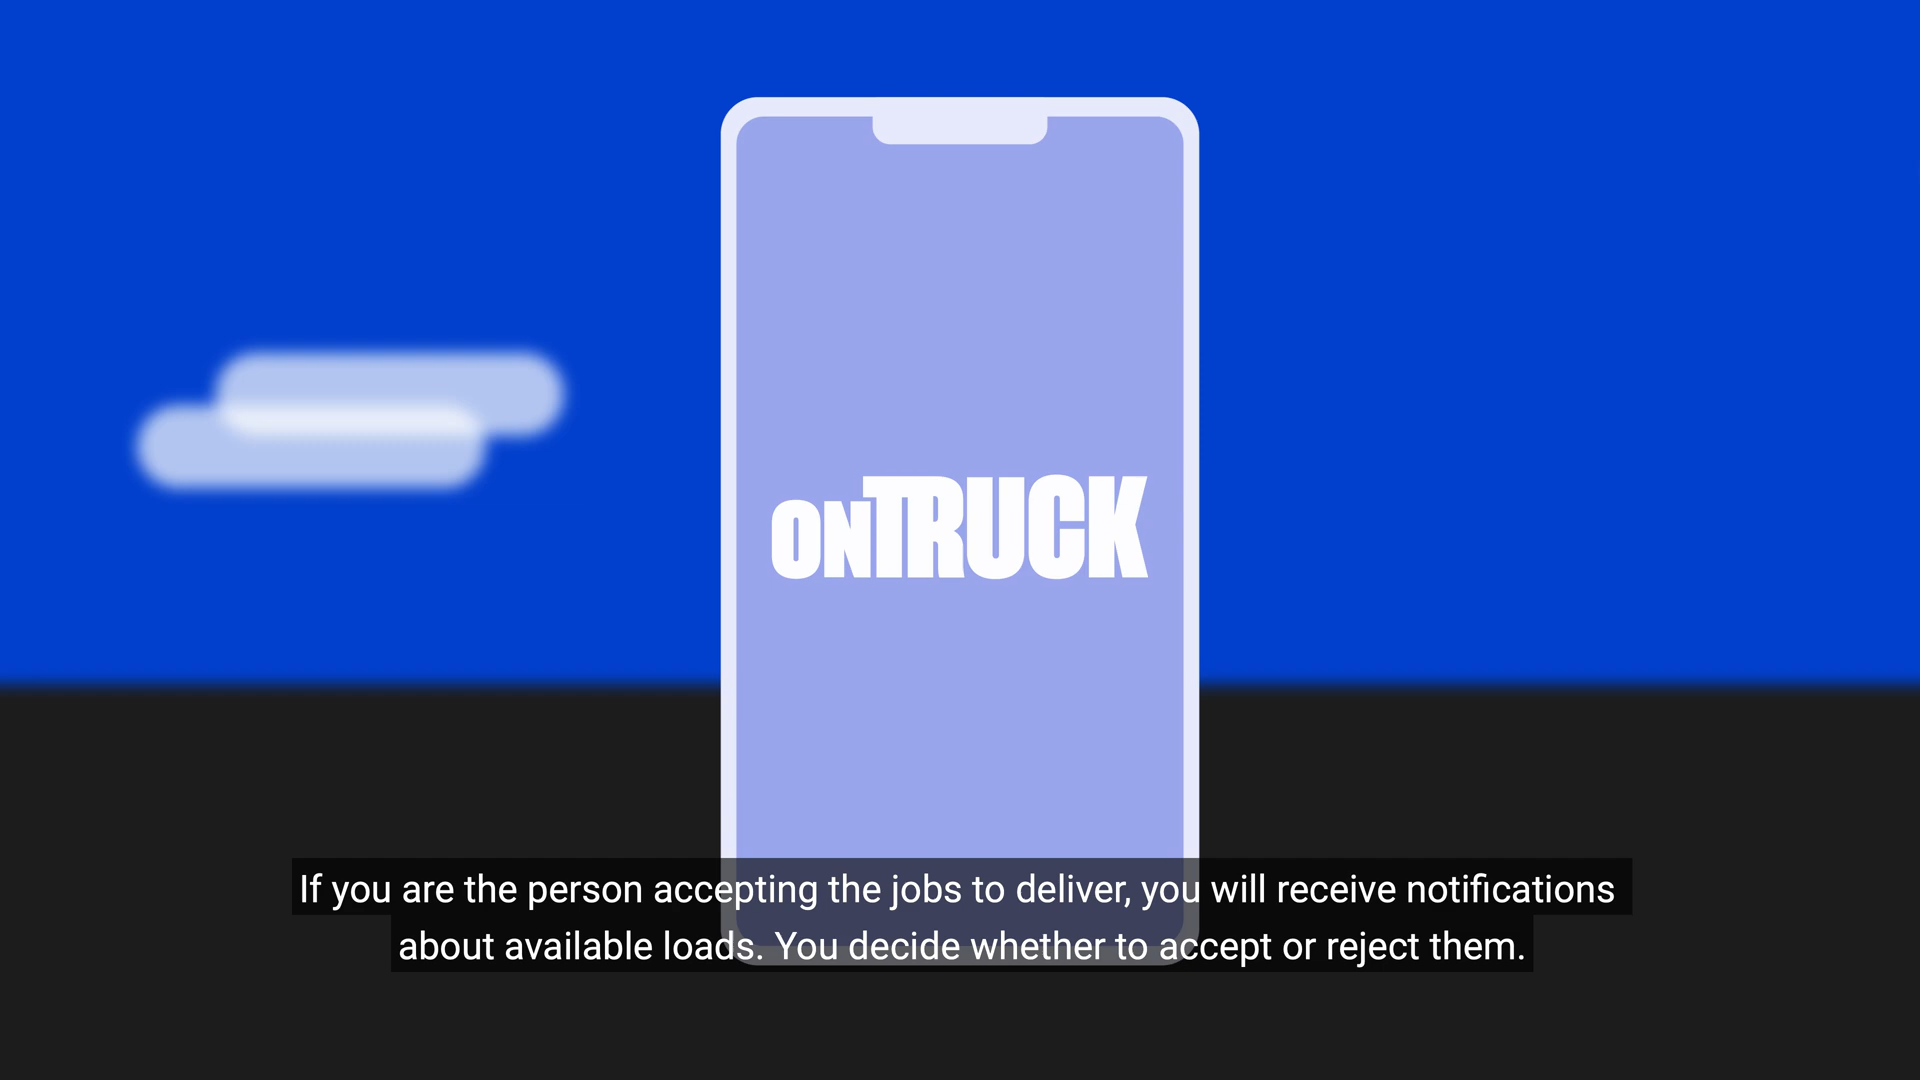 ONTRUCK
If you are the person accepting the jobs to deliver, you will receive notifications
about available loads. You decide whether to accept or reject them.